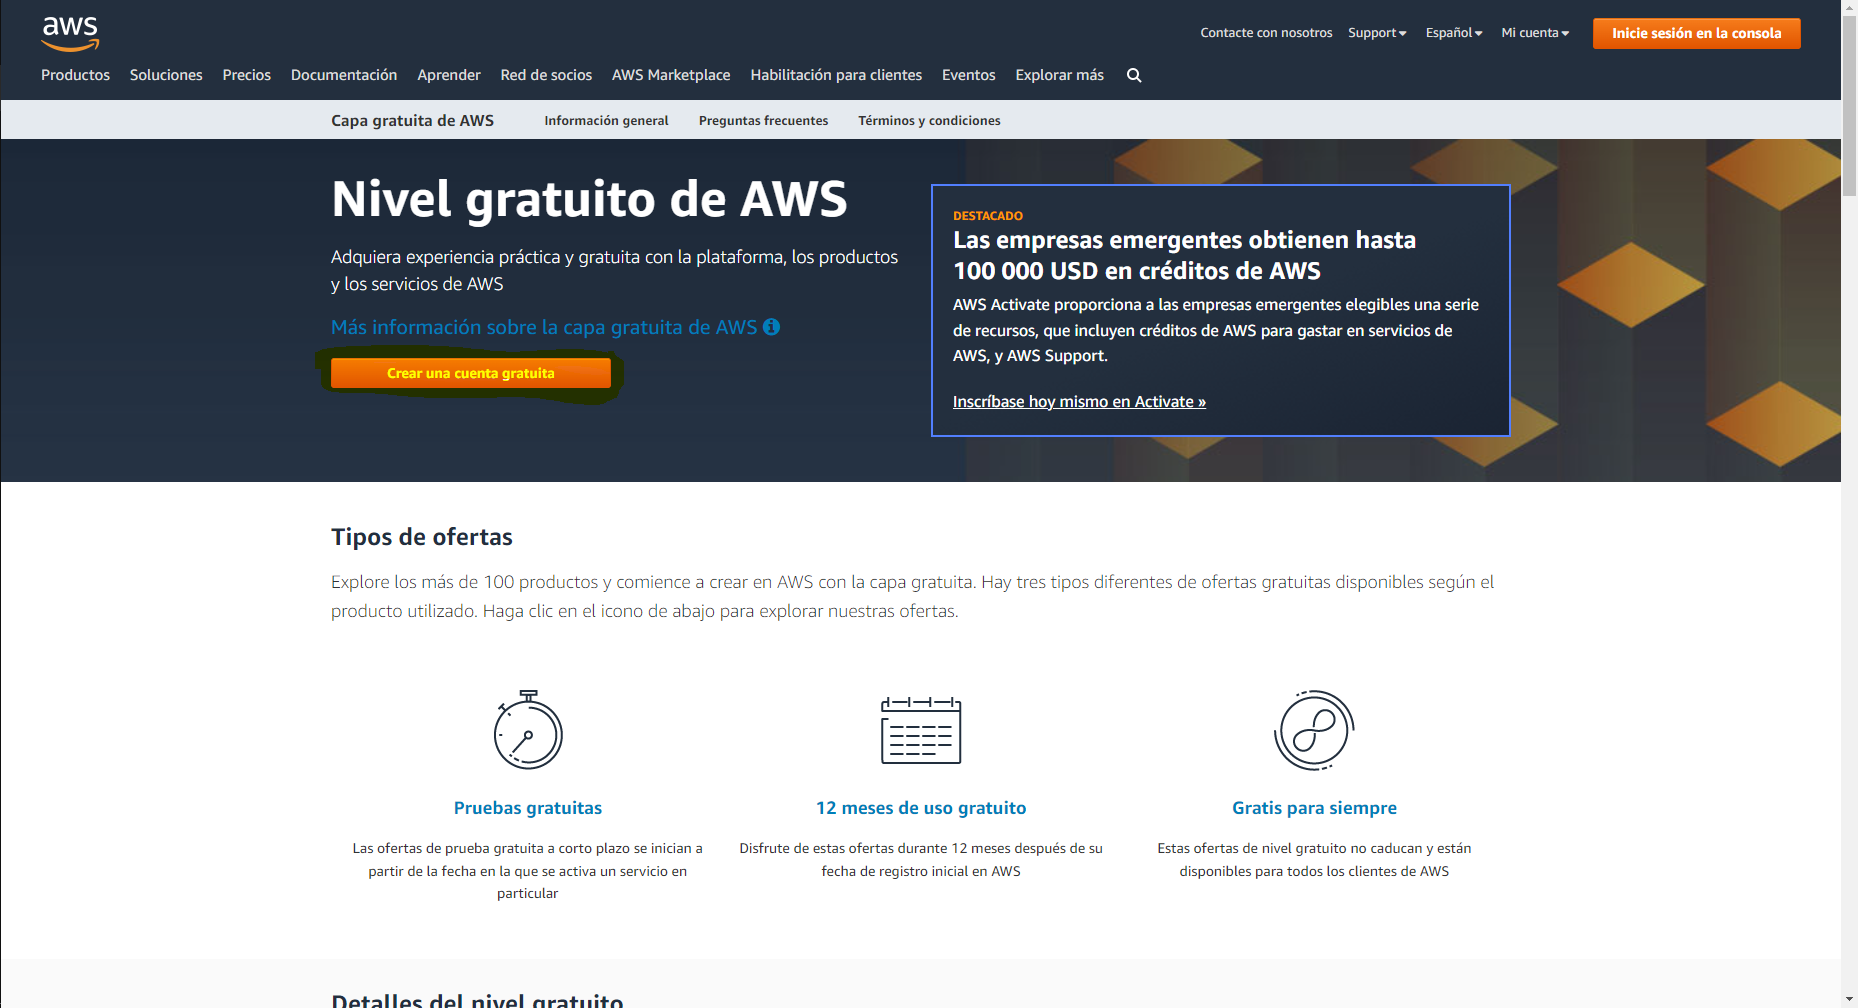 aws
Contacte con nosotros Support Español Mi cuenta Inicie sesión en la consola
Productos Soluciones Precios Documentación Aprender Red de socios AWS Marketplace Habilitación para clientes Eventos Explorar más
Capa gratuita de AWS Información general Preguntas frecuentes Términos y condiciones
Nivel gratuito de AWS
Adquiera experiencia práctica y gratuita con la plataforma, los productos
y los servicios de AWS
Más información sobre la capa gratuita de AWS
Crear una cuenta gratuita
DESTACADO
Las empresas emergentes obtienen hasta
100 000 USD en créditos de AWS
AWS Activate proporciona a las empresas emergentes elegibles una serie
de recursos, que incluyen créditos de AWS para gastar en servicios de
AWS, y AWS Support.
Inscríbase hoy mismo en Activate »
Tipos de ofertas
Explore los más de 100 productos y comience a crear en AWS con la capa gratuita. Hay tres tipos diferentes de ofertas gratuitas disponibles según el
producto utilizado. Haga clic en el icono de abajo para explorar nuestras ofertas.
Pruebas gratuitas
Las ofertas de prueba gratuita a corto plazo se inician a
partir de la fecha en la que se activa un servicio en
particular
12 meses de uso gratuito
Disfrute de estas ofertas durante 12 meses después de su
fecha de registro inicial en AWS
Gratis para siempre
Estas ofertas de nivel gratuito no caducan y están
disponibles para todos los clientes de AWS
Detalles del nivel gratuito